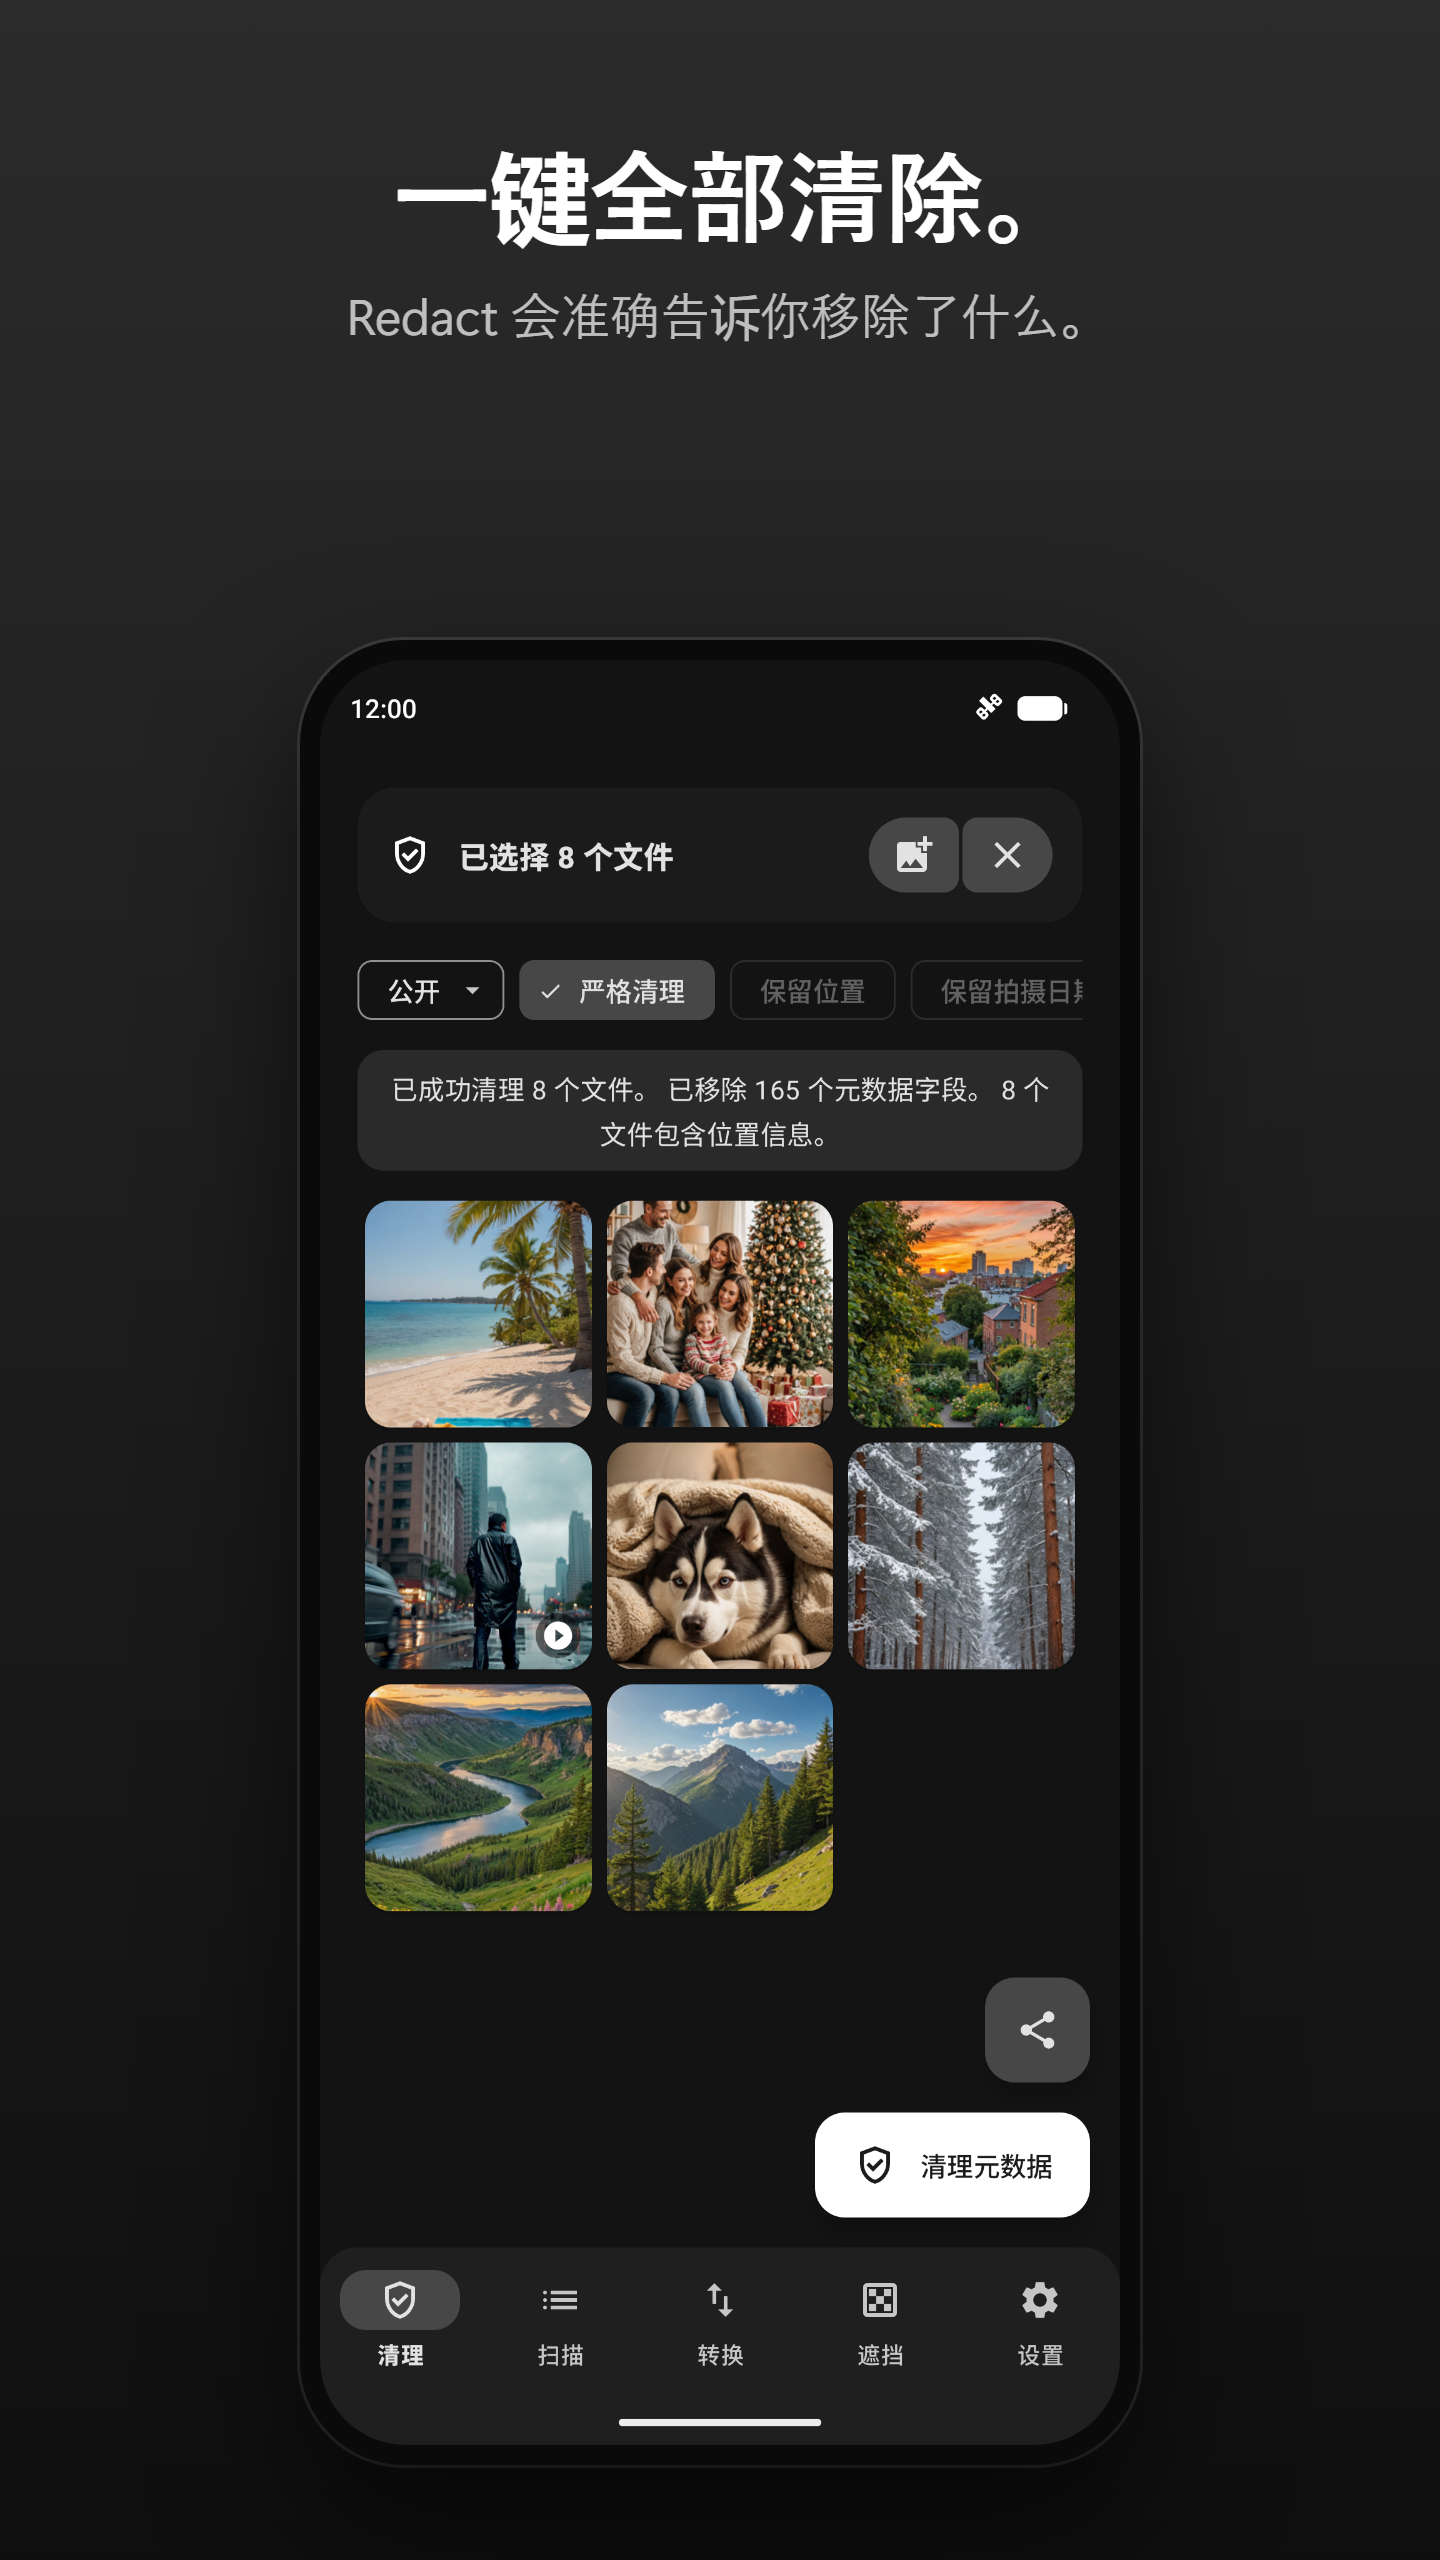 一键全部清除。
Redact 会准确告诉你移除了什么。
12:00
已选择 8 个文件
公开
严格清理
保留位置
保留拍摄日
已成功清理 8 个文件。 已移除 165 个元数据字段。 8 个
文件包含位置信息。
清理元数据
清理
扫描
转换
遮挡
设置